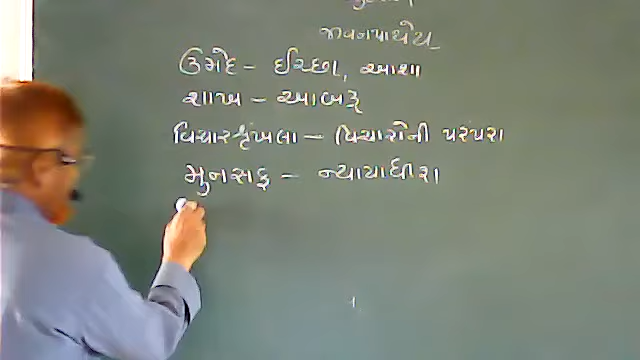 જીવનપાથેય
ઉમેદ – ઈચ્છા, આશા
શાખ – આબરૂ
વિચારશૃંખલા – વિચારોની પરંપરા
મુનસફ – ન્યાયાધીશ